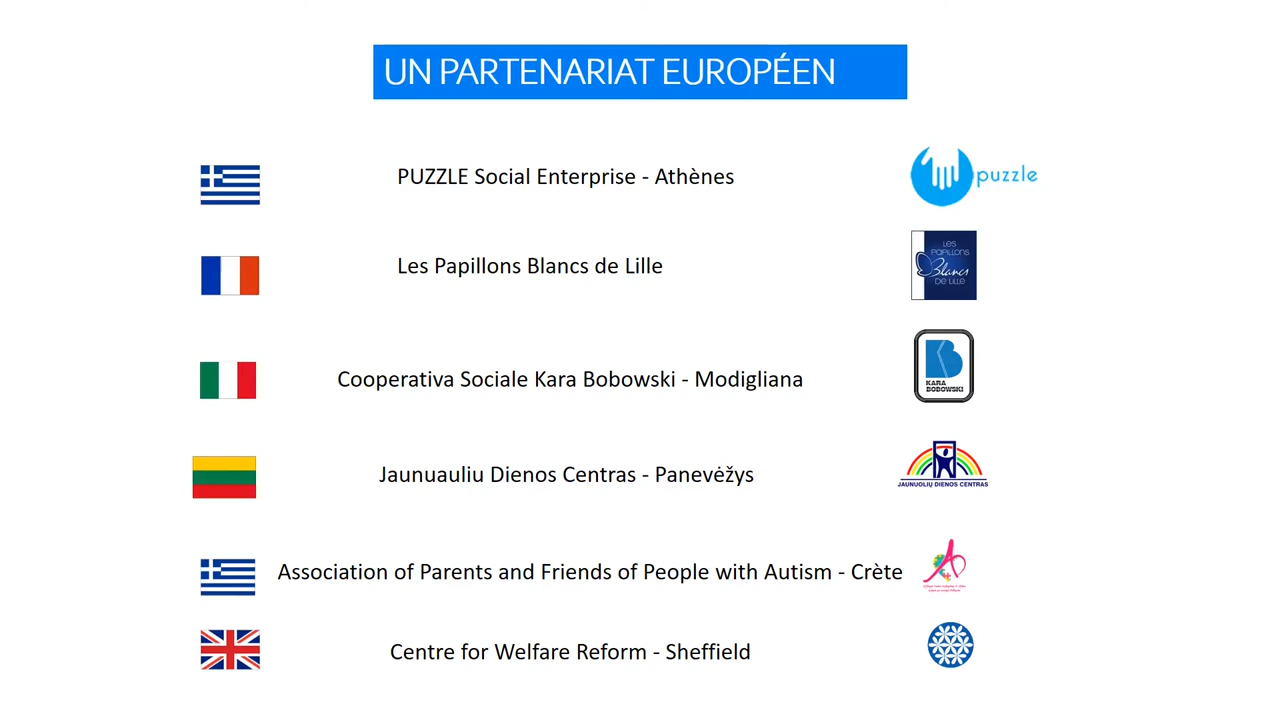 UN PARTENARIAT EUROPÉEN
PUZZLE Social Enterprise - Athènes
puzzle
Les Papillons Blancs de Lille
LES
PAPILLONS
Blancs
DE LILLE
Cooperativa Sociale Kara Bobowski - Modigliana
KARA
BOBOWSKI
Jaunuauliu Dienos Centras - Panevėžys
JAUNUOLIŲ DIENOS CENTRAS
Association of Parents and Friends of People with Autism - Crète
Centre for Welfare Reform - Sheffield